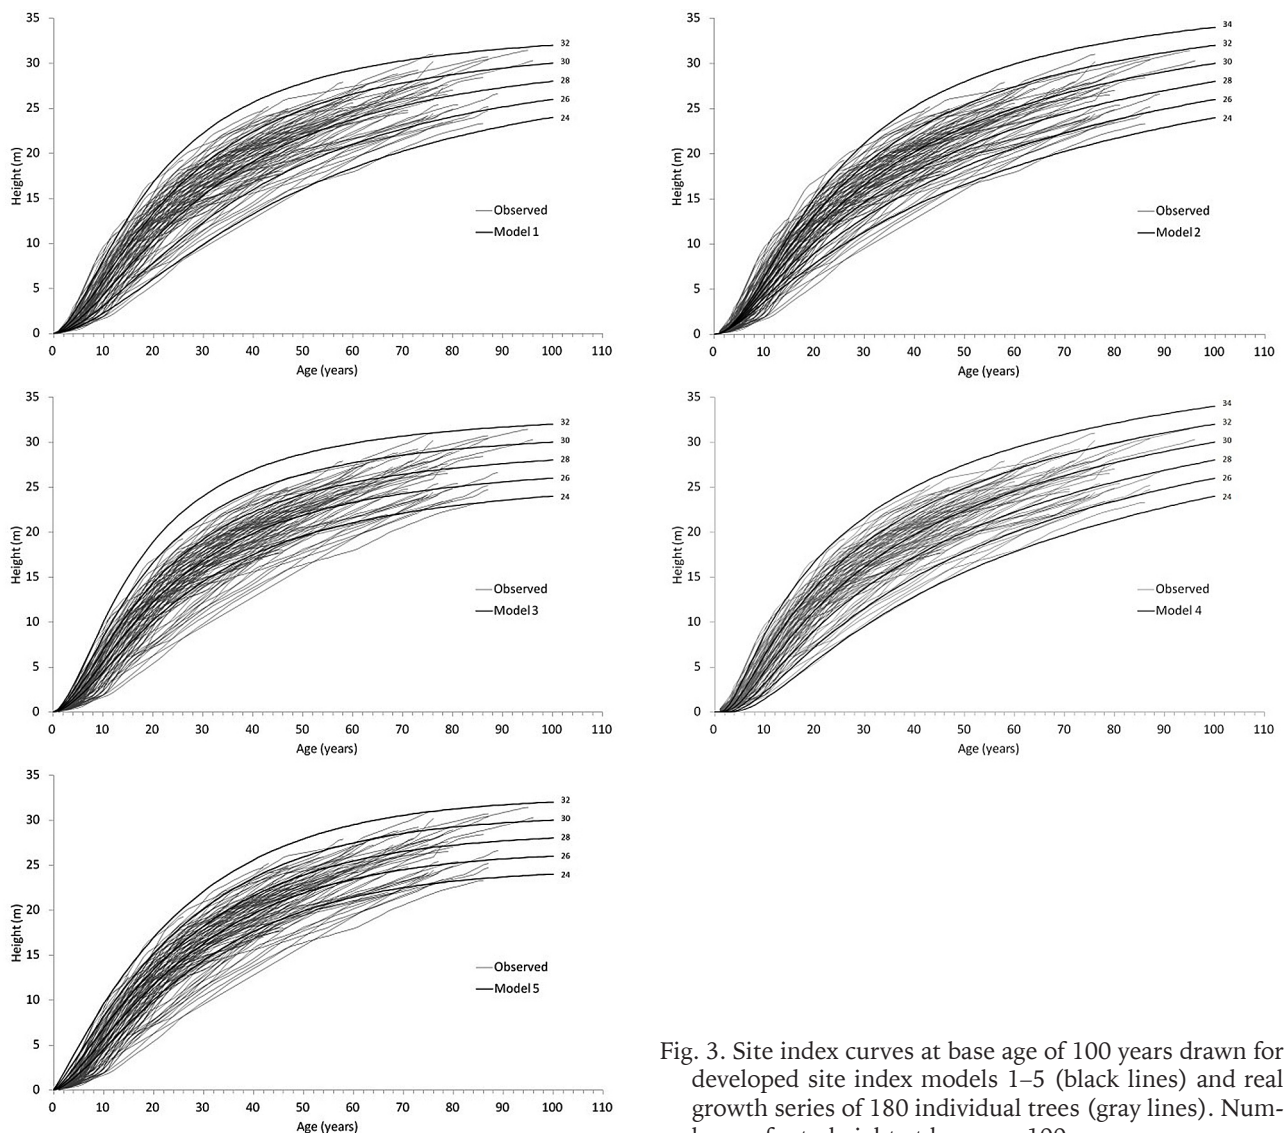 35
30
25
20
15
10
5
0
Height (m)
32
30
28
26
24
Observed
Model 1
0 10 20 30 40 50 60 70 80 90 100 110
Age (years)
35
30
25
20
15
10
5
0
Height (m)
34
32
30
28
26
24
Observed
Model 2
0 10 20 30 40 50 60 70 80 90 100 110
Age (years)
35
30
25
20
15
10
5
0
Height (m)
32
30
28
26
24
Observed
Model 3
0 10 20 30 40 50 60 70 80 90 100 110
Age (years)
35
30
25
20
15
10
5
0
Height (m)
34
32
30
28
26
24
Observed
Model 4
0 10 20 30 40 50 60 70 80 90 100 110
Age (years)
35
30
25
20
15
10
5
0
Height (m)
32
30
28
26
24
Observed
Model 5
0 10 20 30 40 50 60 70 80 90 100 110
Age (years)
Fig. 3. Site index curves at base age of 100 years drawn for
developed site index models 1–5 (black lines) and real
growth series of 180 individual trees (gray lines). Num-